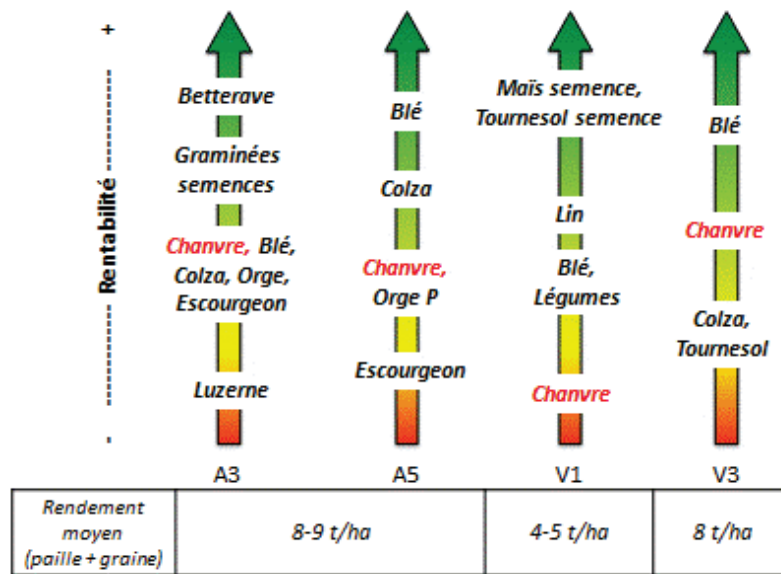 +
Rentabilité
-
Betterave
Graminées
semences
Chanvre, Blé,
Colza, Orge,
Escourgeon
Luzerne
A3
Blé
Colza
Chanvre,
Orge P
Escourgeon
A5
Maïs semence,
Tournesol semence
Lin
Blé,
Légumes
Chanvre
V1
Blé
Chanvre
Colza,
Tournesol
V3
Rendement
moyen
(paille + graine)
8-9 t/ha
4-5 t/ha
8 t/ha